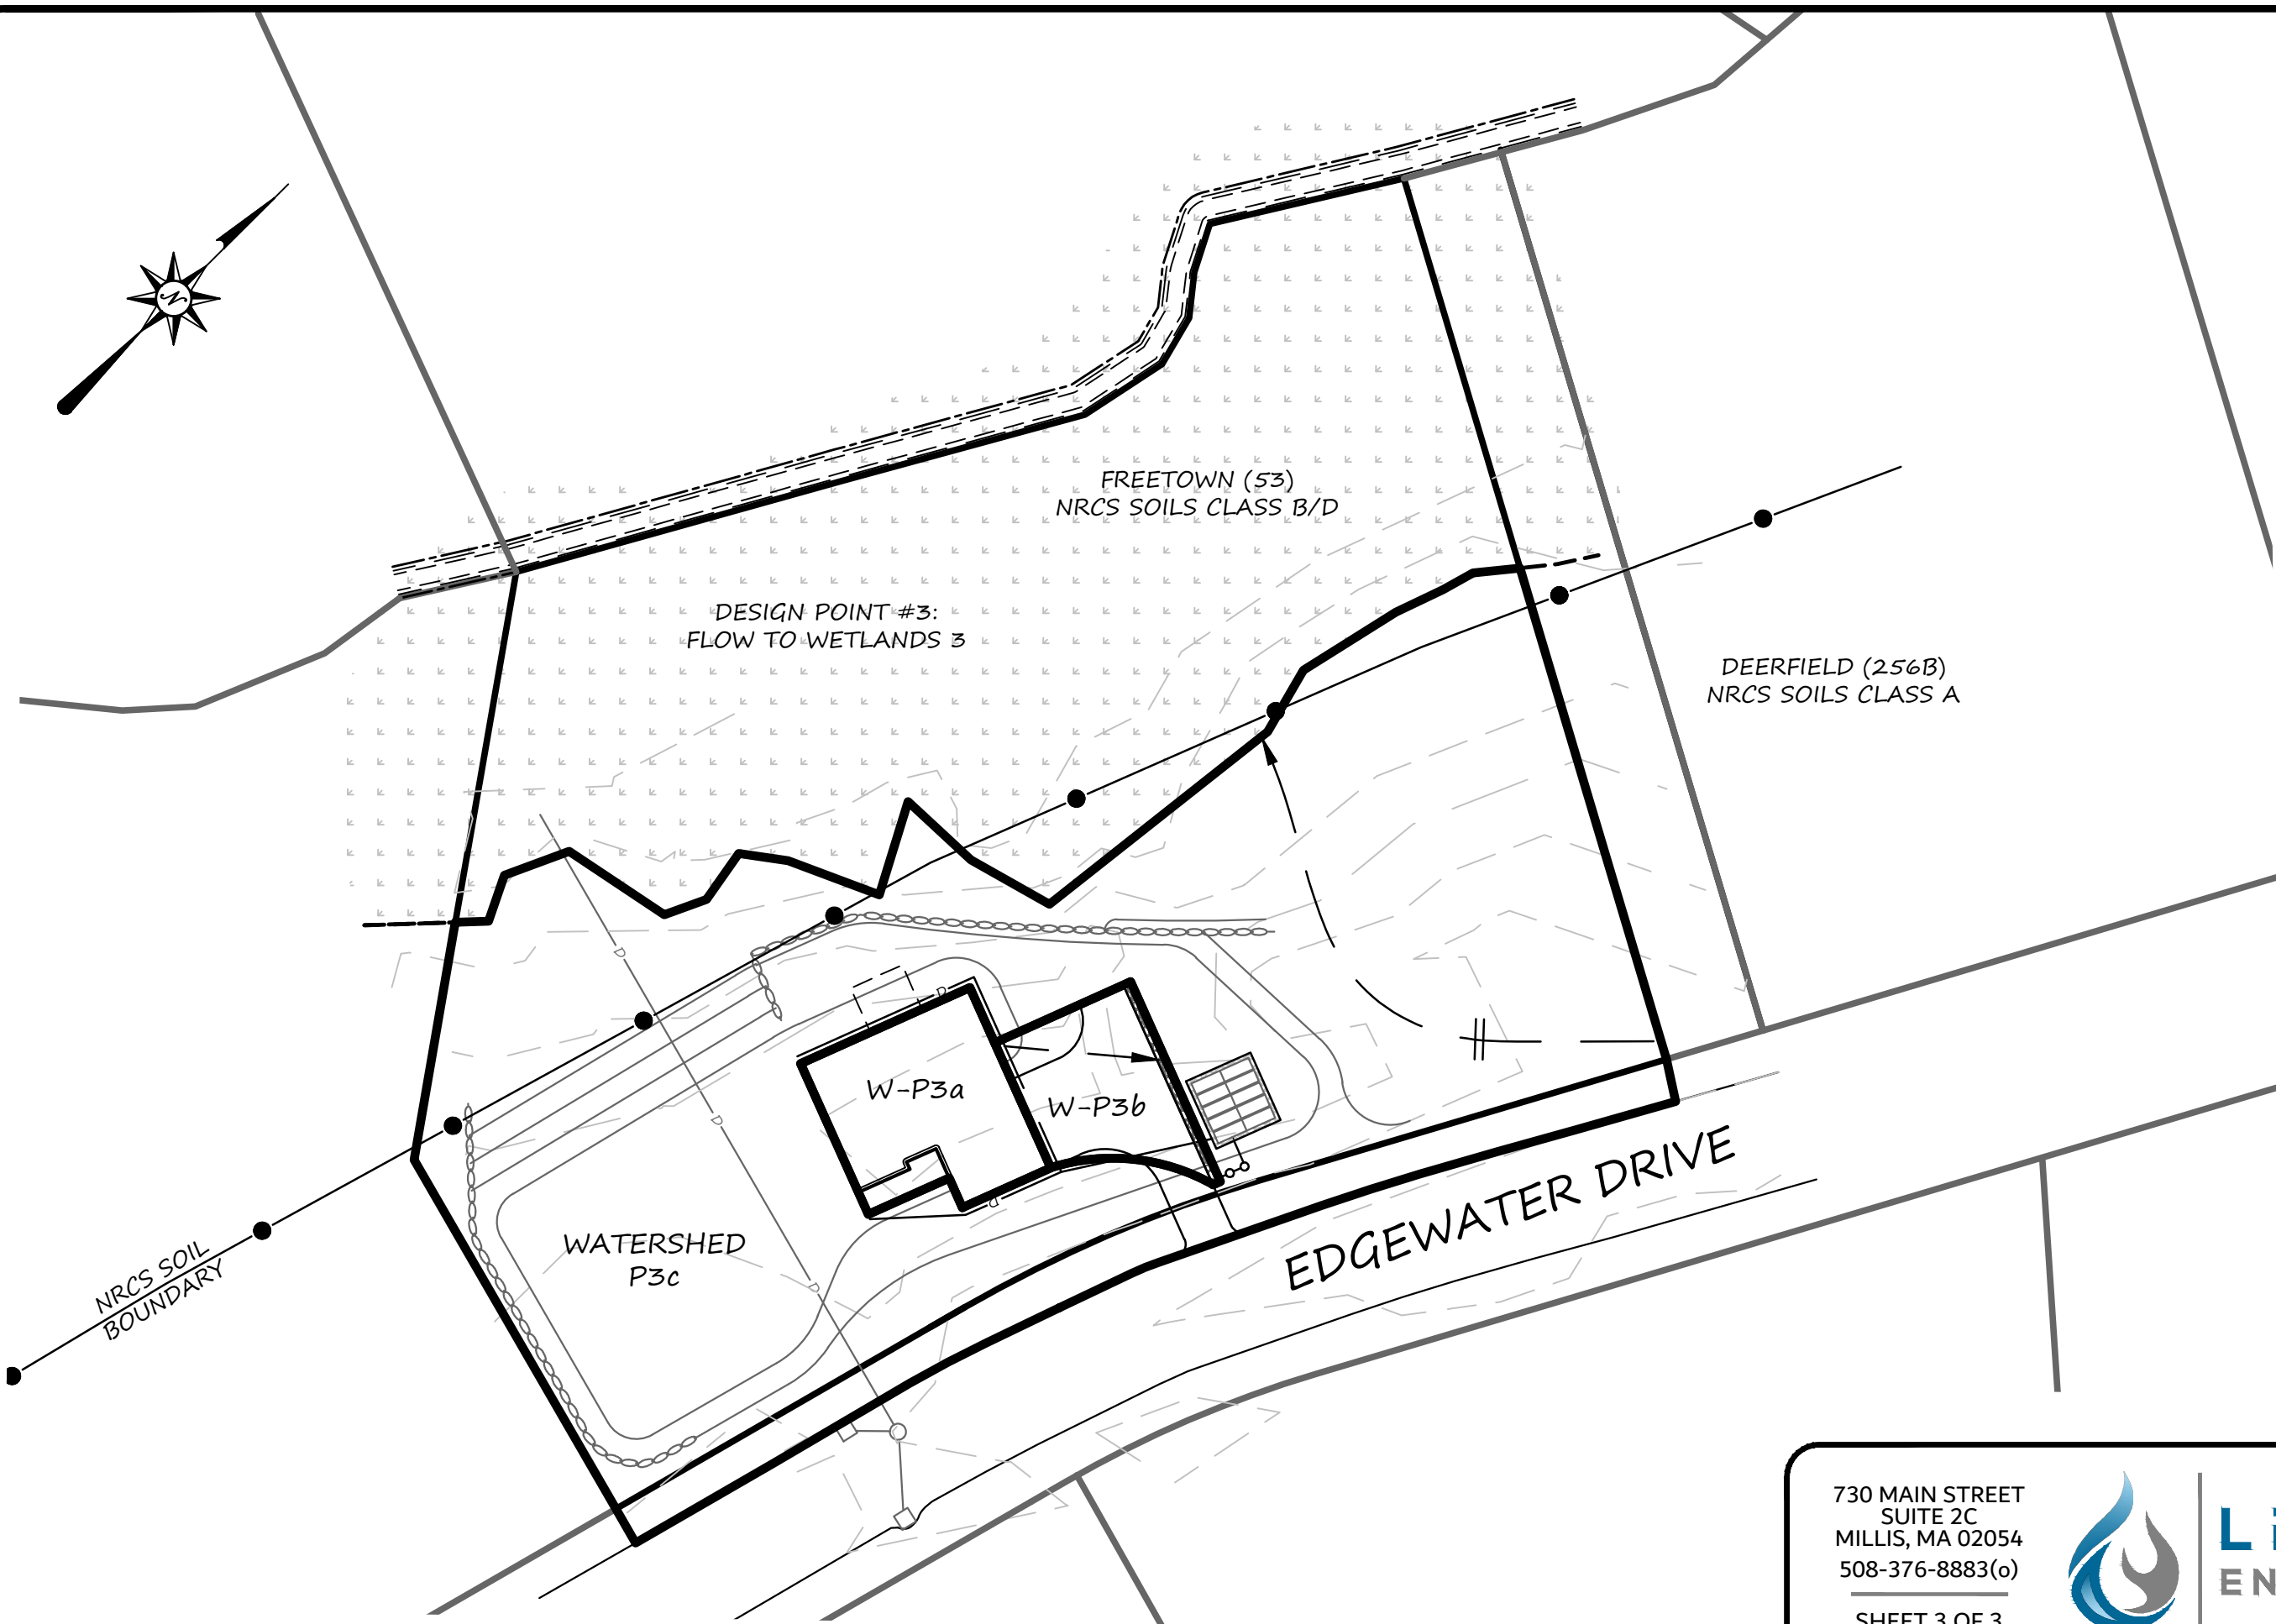 N
FREETOWN (53)
NRCS SOILS CLASS B/D
DESIGN POINT #3:
FLOW TO WETLANDS 3
DEERFIELD (256B)
NRCS SOILS CLASS A
W-P3a
W-P3b
WATERSHED
P3c
NRCS SOIL
BOUNDARY
EDGEWATER DRIVE
D
D
D
D
D
730 MAIN STREET
SUITE 2C
MILLIS, MA 02054
508-376-8883(o)
SHEET 3 OF 3
L
EN